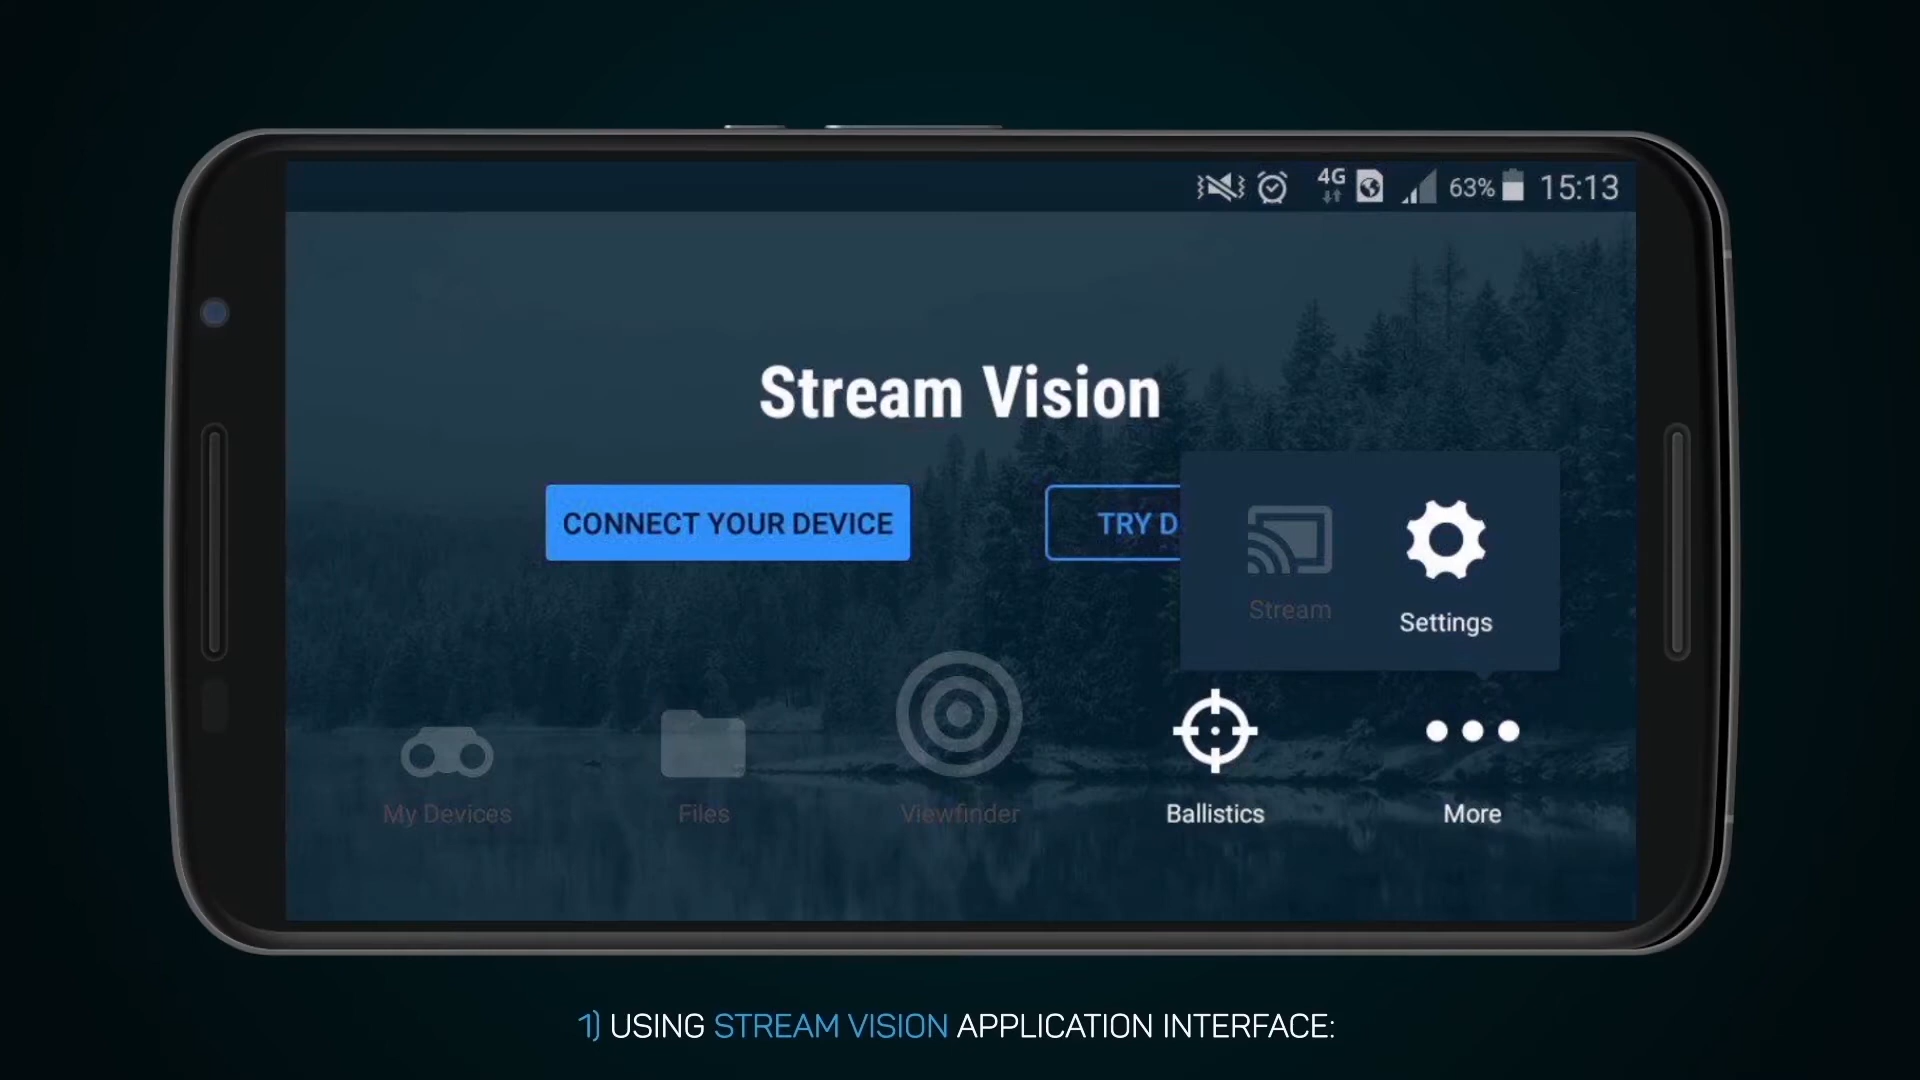 4G 63% 15:13
Stream Vision
CONNECT YOUR DEVICE TRY D
Stream Settings
My Devices Files Viewfinder Ballistics More
1) USING STREAM VISION APPLICATION INTERFACE: